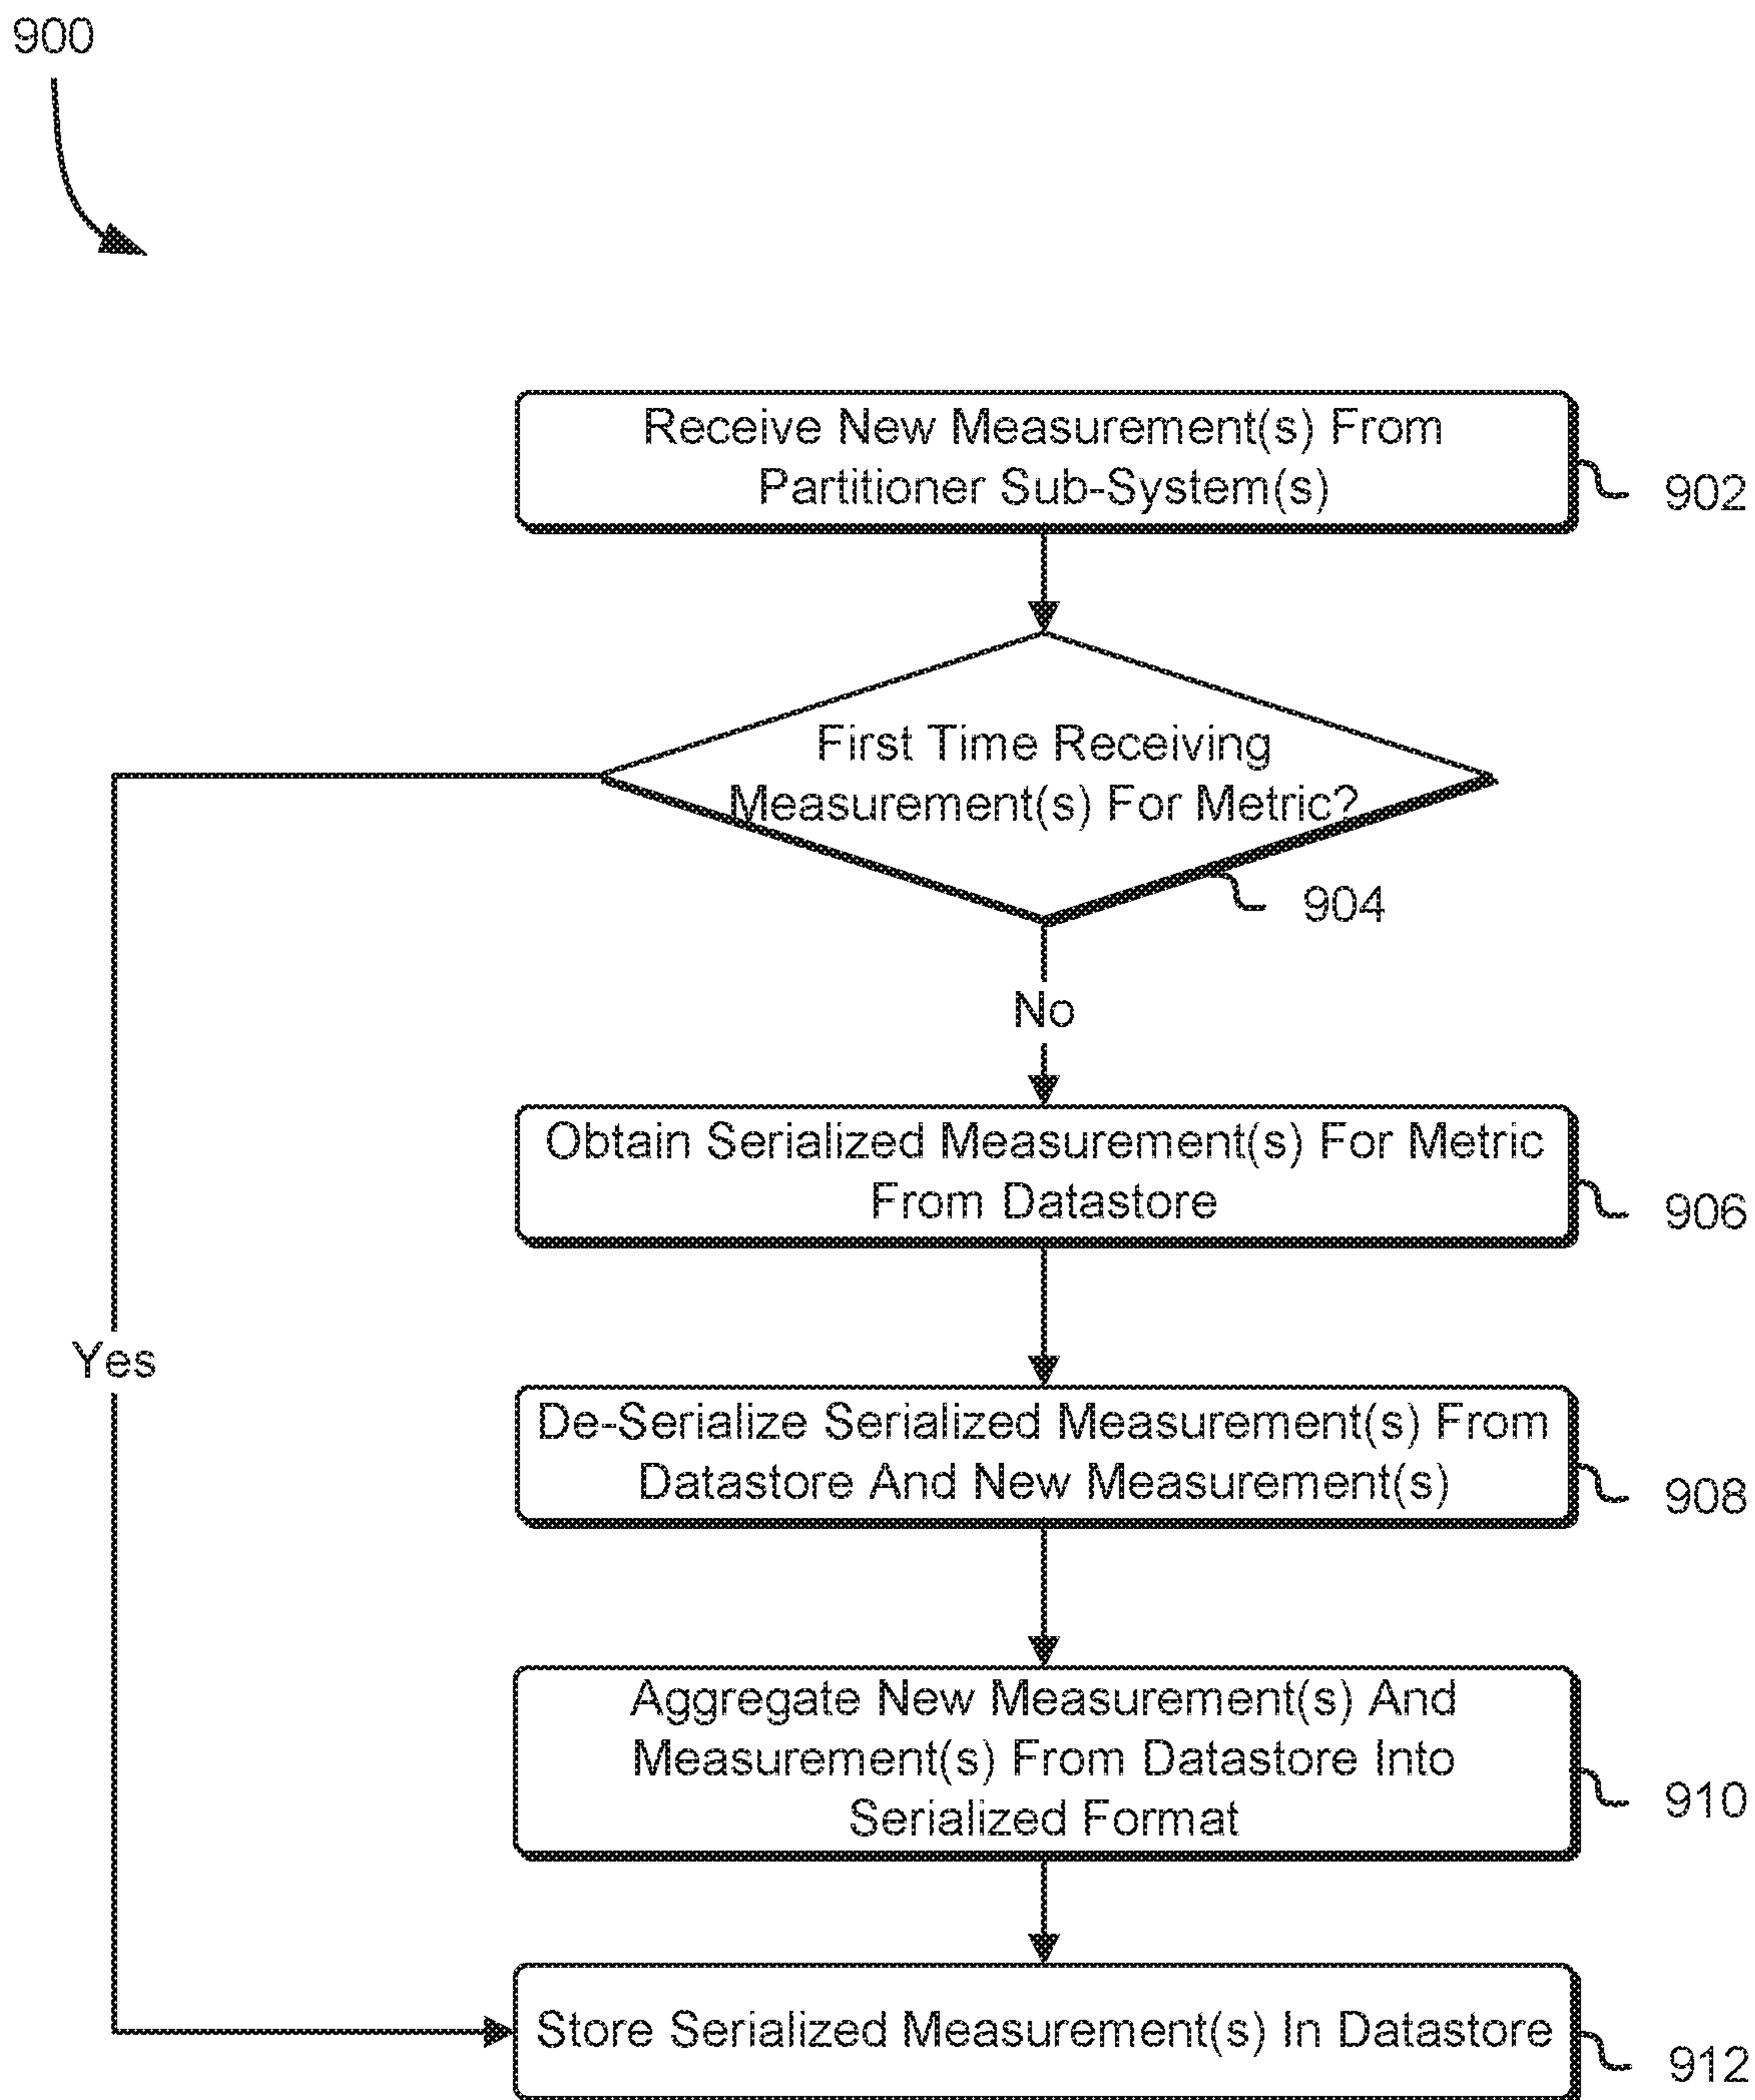 900
Receive New Measurement(s) From
Partitioner Sub-System(s)
902
First Time Receiving
Measurement(s) For Metric?
904
No
Obtain Serialized Measurement(s) For Metric
From Datastore
906
Yes
De-Serialize Serialized Measurement(s) From
Datastore And New Measurement(s)
908
Aggregate New Measurement(s) And
Measurement(s) From Datastore Into
Serialized Format
910
Store Serialized Measurement(s) In Datastore
912